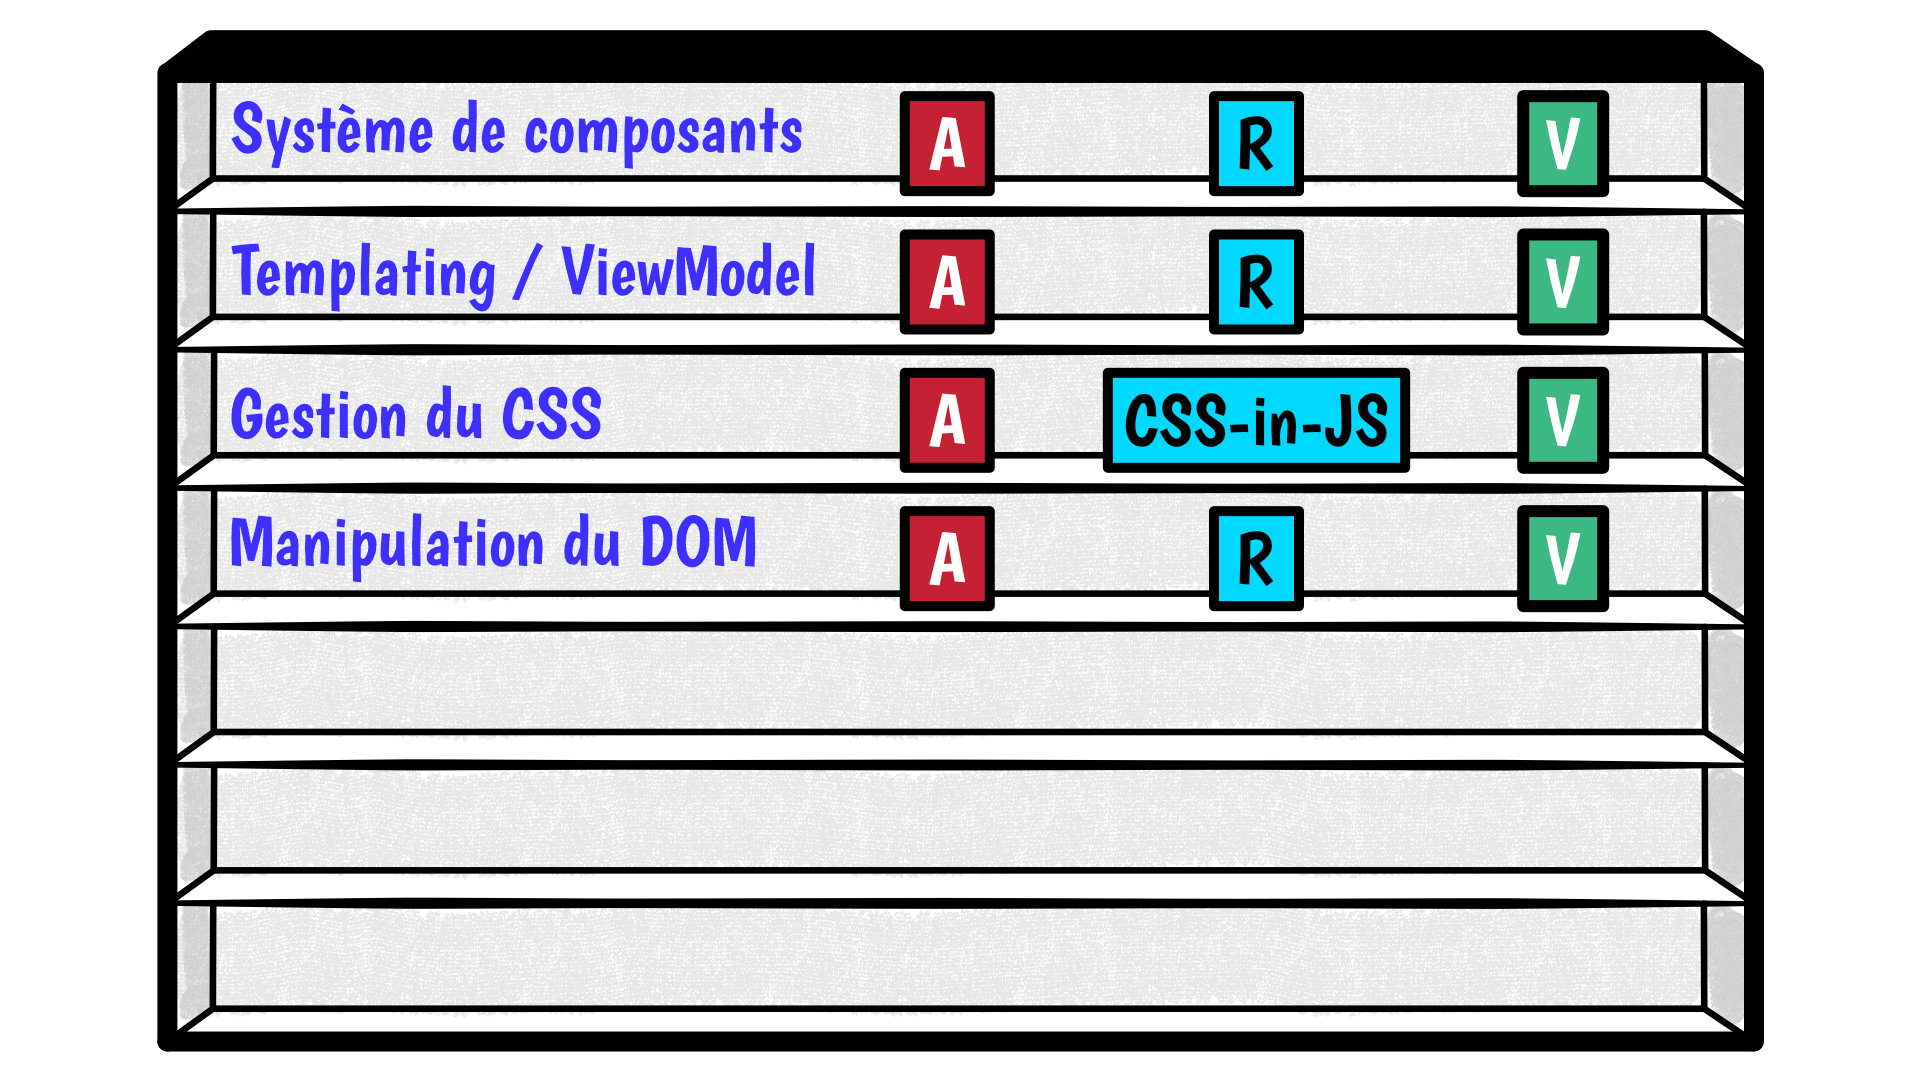 Système de composants A R V
Templating / ViewModel A R V
Gestion du CSS A CSS-in-JS V
Manipulation du DOM A R V